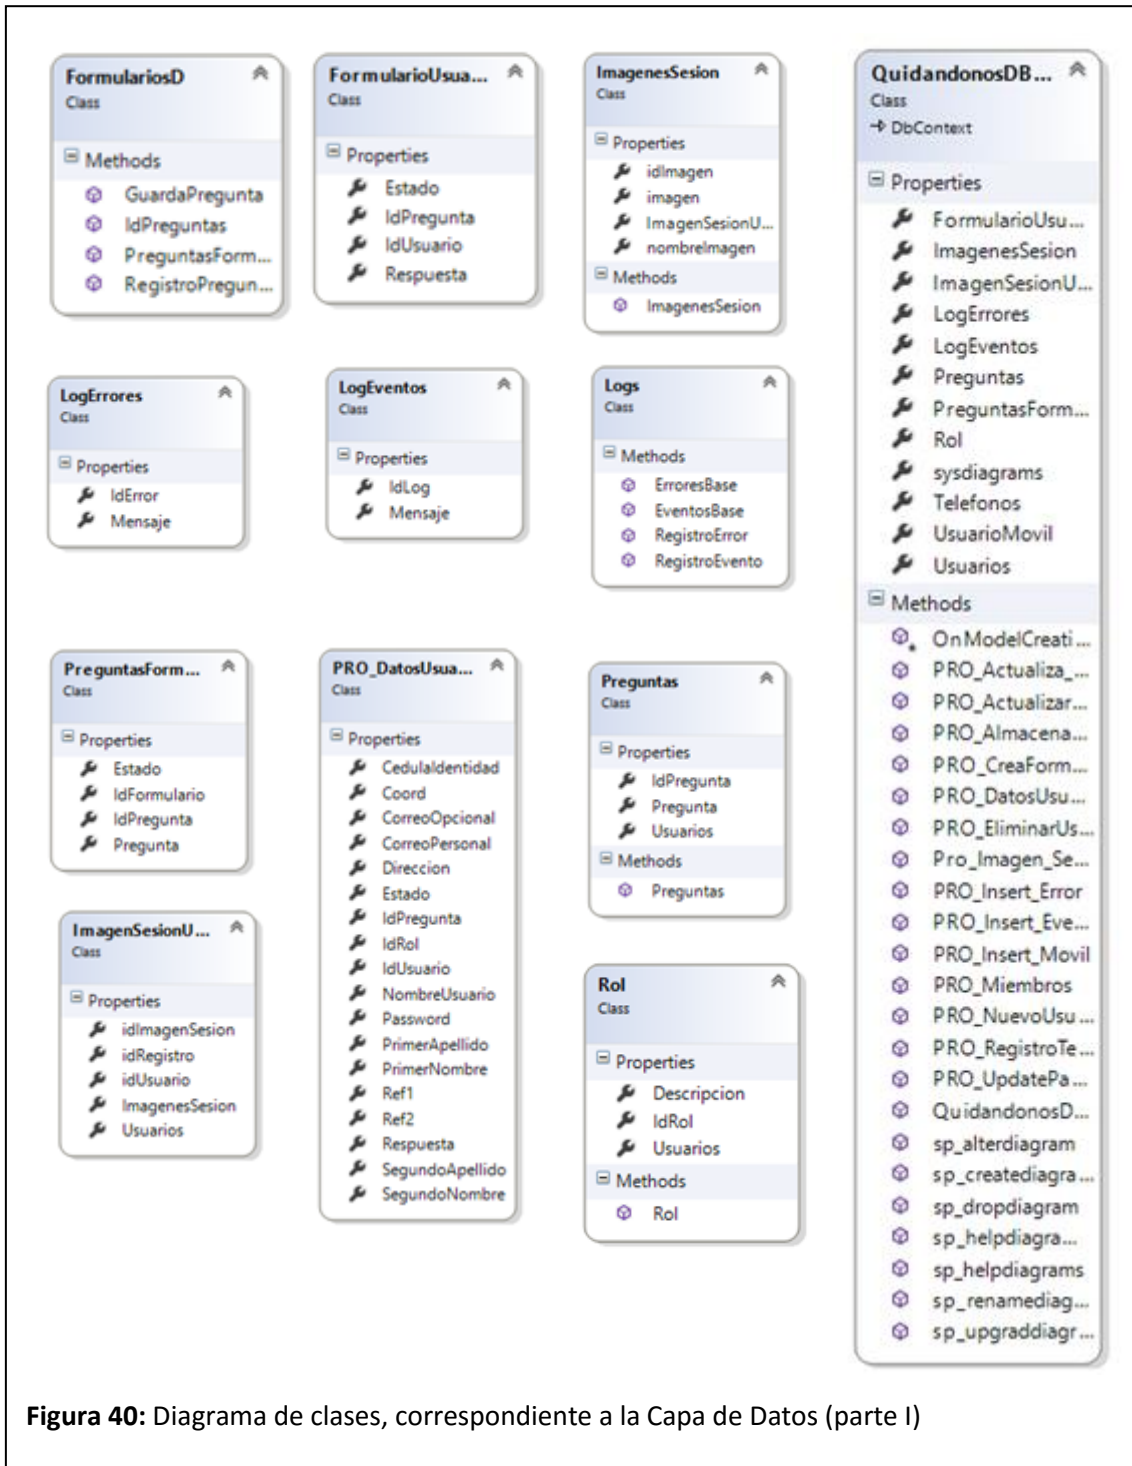 FormulariosD
Class
Methods
GuardaPregunta
IdPreguntas
PreguntasForm...
RegistroPregun...
FormularioUsua...
Class
Properties
Estado
IdPregunta
IdUsuario
Respuesta
ImagenesSesion
Class
Properties
idImagen
imagen
ImagenSesionU...
nombreImagen
Methods
ImagenesSesion
QuidandonosDB...
Class
DbContext
Properties
FormularioUsu...
ImagenesSesion
ImagenSesionU...
LogErrores
LogEventos
Preguntas
PreguntasForm...
Rol
sysdiagrams
Telefonos
UsuarioMovil
Usuarios
Methods
OnModelCreati...
PRO_Actualiza_...
PRO_Actualizar...
PRO_Almacena...
PRO_CreaForm...
PRO_DatosUsu...
PRO_EliminarUs...
Pro_Imagen_Se...
PRO_Insert_Error
PRO_Insert_Eve...
PRO_Insert_Movil
PRO_Miembros
PRO_NuevoUsu...
PRO_RegistroTe...
PRO_UpdatePa...
QuidandonosD...
sp_alterdiagram
sp_creatediagra...
sp_dropdiagram
sp_helpdiagra...
sp_helpdiagrams
sp_renamediag...
sp_upgraddiagr...
LogErrores
Class
Properties
IdError
Mensaje
LogEventos
Class
Properties
IdLog
Mensaje
Logs
Class
Methods
ErroresBase
EventosBase
RegistroError
RegistroEvento
PreguntasForm...
Class
Properties
Estado
IdFormulario
IdPregunta
Pregunta
PRO_DatosUsua...
Class
Properties
CedulaIdentidad
Coord
CorreoOpcional
CorreoPersonal
Direccion
Estado
IdPregunta
IdRol
IdUsuario
NombreUsuario
Password
PrimerApellido
PrimerNombre
Ref1
Ref2
Respuesta
SegundoApellido
SegundoNombre
Preguntas
Class
Properties
IdPregunta
Pregunta
Usuarios
Methods
Preguntas
ImagenSesionU...
Class
Properties
idImagenSesion
idRegistro
idUsuario
ImagenesSesion
Usuarios
Rol
Class
Properties
Descripcion
IdRol
Usuarios
Methods
Rol
Figura 40: Diagrama de clases, correspondiente a la Capa de Datos (parte I)